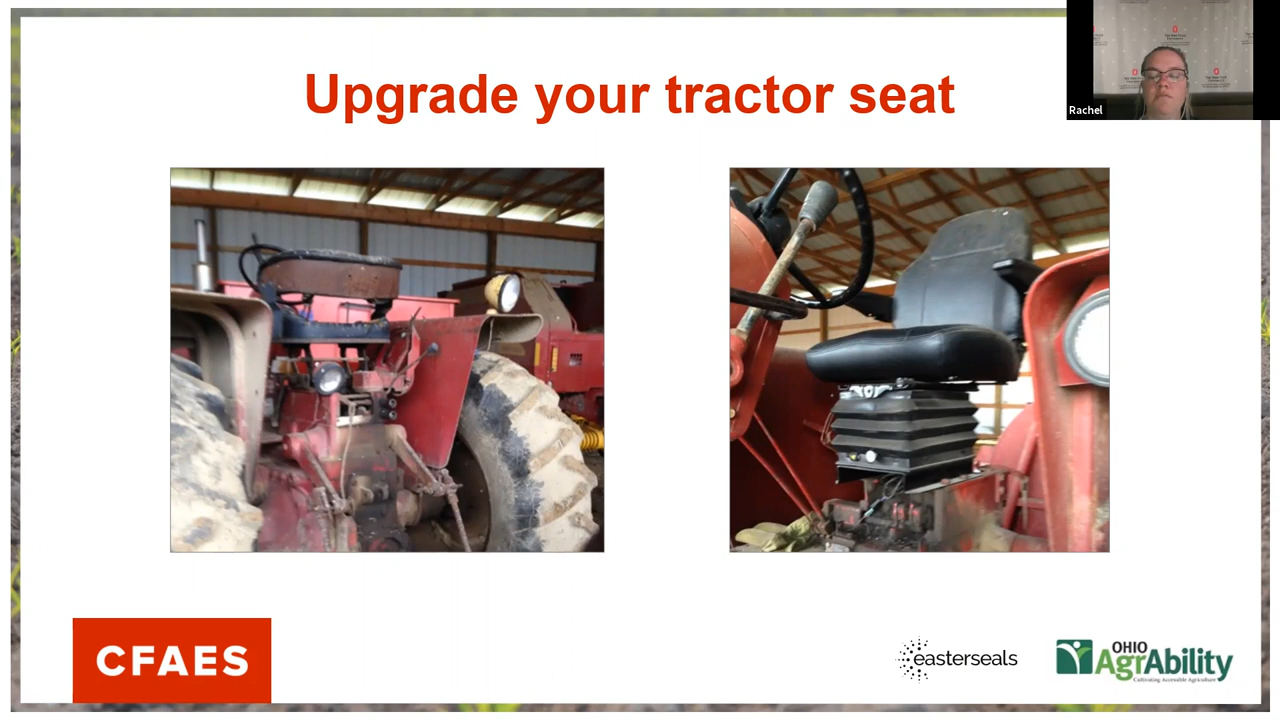 Upgrade your tractor seat
Rachel
CFAES
easterseals
OHIO
AgrAbility
Cultivating Accessible Agriculture